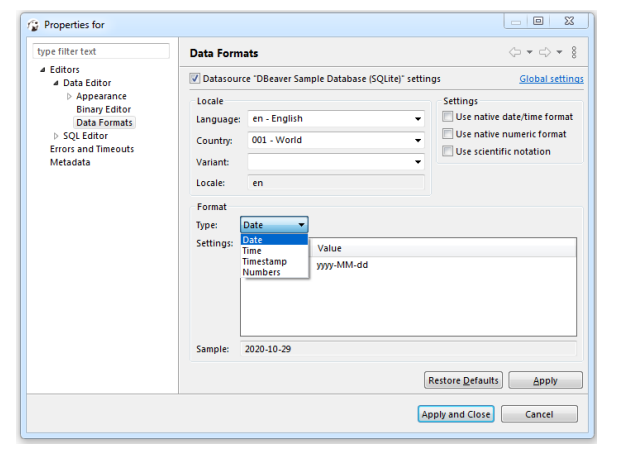 Properties for
type filter text
Editors
Data Editor
Appearance
Binary Editor
Data Formats
SQL Editor
Errors and Timeouts
Metadata
Data Formats
Datasource "DBeaver Sample Database (SQLite)" settings
Global settings
Locale
Language: en - English
Country: 001 - World
Variant:
Locale: en
Settings
Use native date/time format
Use native numeric format
Use scientific notation
Format
Type: Date
Settings:
Date
Time
Timestamp
Numbers
Value
yyyy-MM-dd
Sample: 2020-10-29
Restore Defaults
Apply
Apply and Close
Cancel